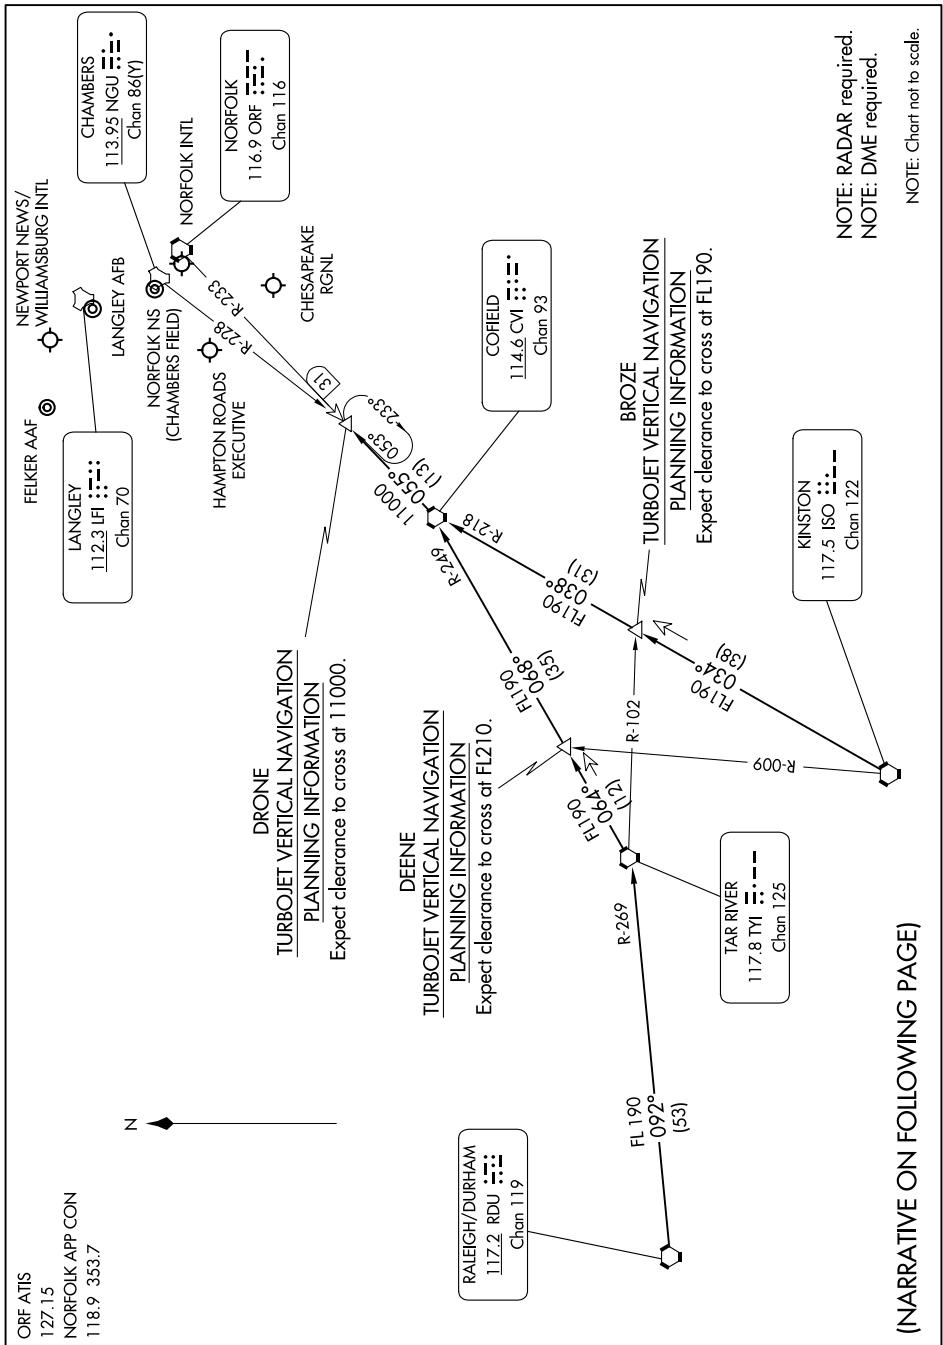 ORF ATIS
127.15
NORFOLK APP CON
118.9 353.7
N
RALEIGH/DURHAM
117.2 RDU
Chan 119
FL 190
092°
(53)
R-269
TAR RIVER
117.8 TYI
Chan 125
FL190
064°
(12)
R-102
DEENE
TURBOJET VERTICAL NAVIGATION
PLANNING INFORMATION
Expect clearance to cross at FL210.
FL190
068°
(35)
R-249
KINSTON
117.5 ISO
Chan 122
R-009
FL190
034°
(38)
BROZE
TURBOJET VERTICAL NAVIGATION
PLANNING INFORMATION
Expect clearance to cross at FL190.
FL190
038°
(31)
R-218
COFIELD
114.6 CVI
Chan 93
11000
055°
(13)
053°
233°
31
DRONE
TURBOJET VERTICAL NAVIGATION
PLANNING INFORMATION
Expect clearance to cross at 11000.
R-228
R-233
LANGLEY
112.3 LFI
Chan 70
FELKER AAF
NEWPORT NEWS/
WILLIAMSBURG INTL
LANGLEY AFB
NORFOLK NS
(CHAMBERS FIELD)
HAMPTON ROADS
EXECUTIVE
CHESAPEAKE
RGNL
NORFOLK INTL
CHAMBERS
113.95 NGU
Chan 86(Y)
NORFOLK
116.9 ORF
Chan 116
NOTE: RADAR required.
NOTE: DME required.
NOTE: Chart not to scale.
(NARRATIVE ON FOLLOWING PAGE)